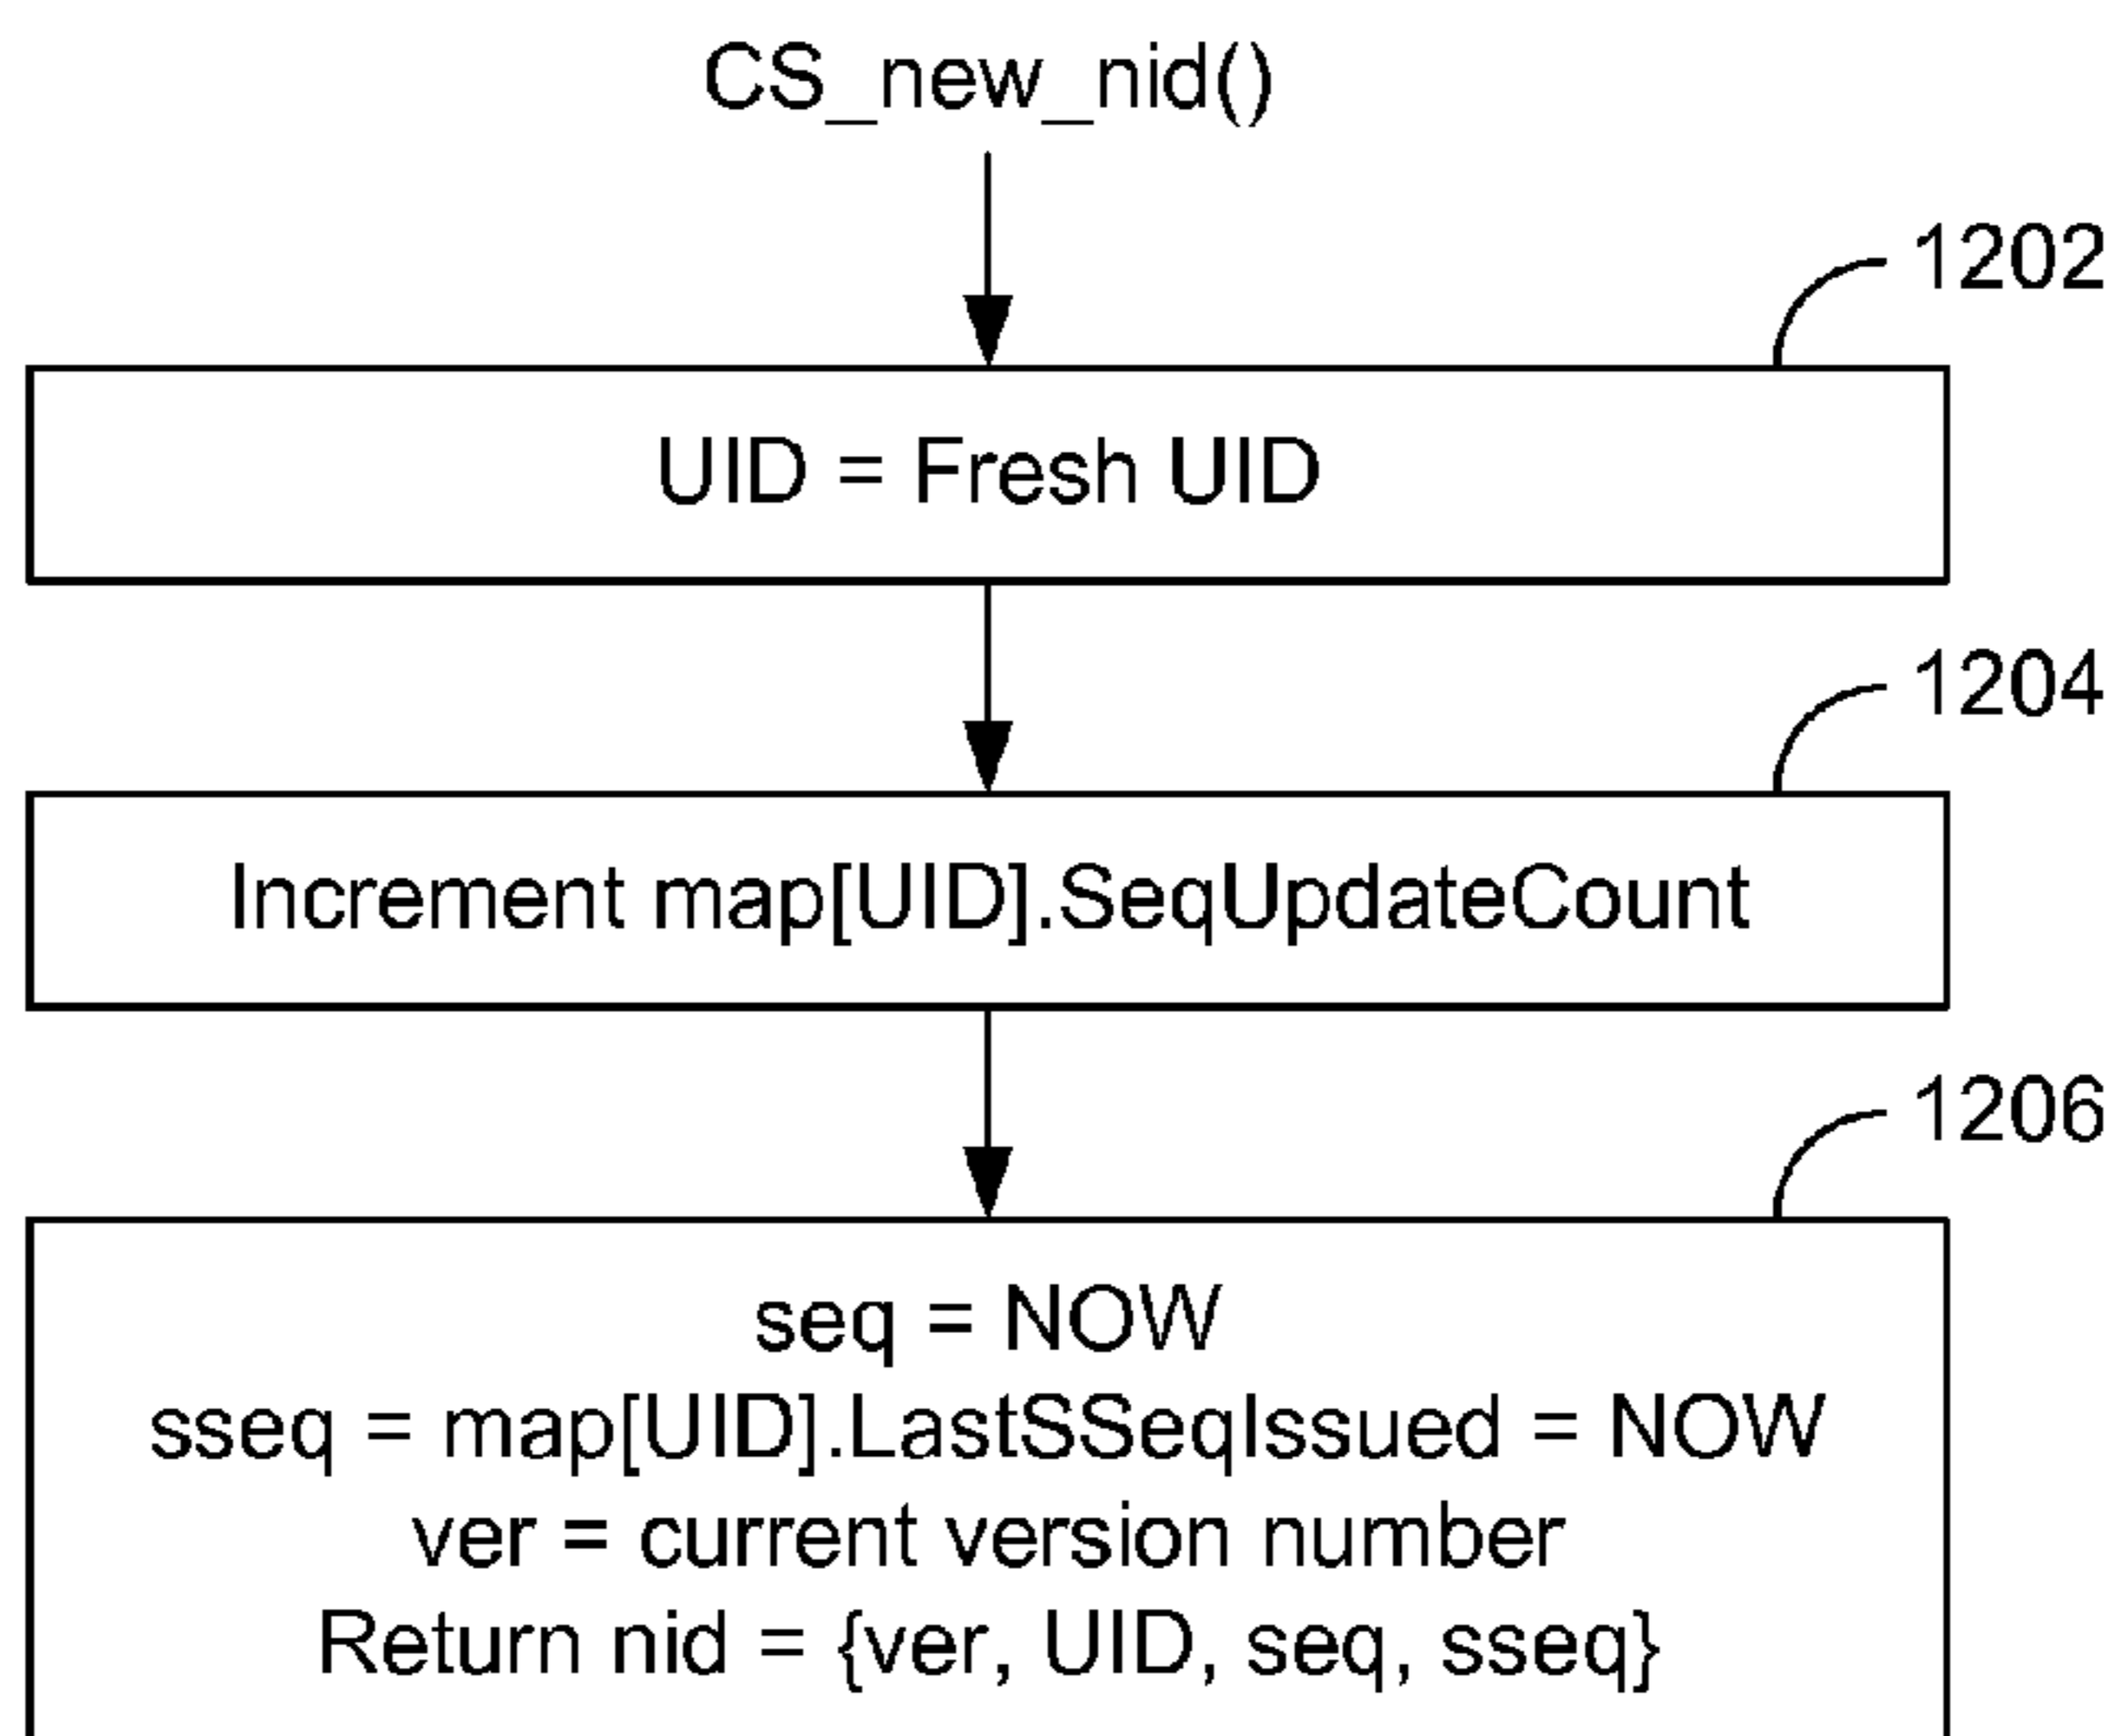 CS_new_nid()
1202
UID = Fresh UID
1204
Increment map[UID].SeqUpdateCount
1206
seq = NOW
sseq = map[UID].LastSSeqIssued = NOW
ver = current version number
Return nid = {ver, UID, seq, sseq}